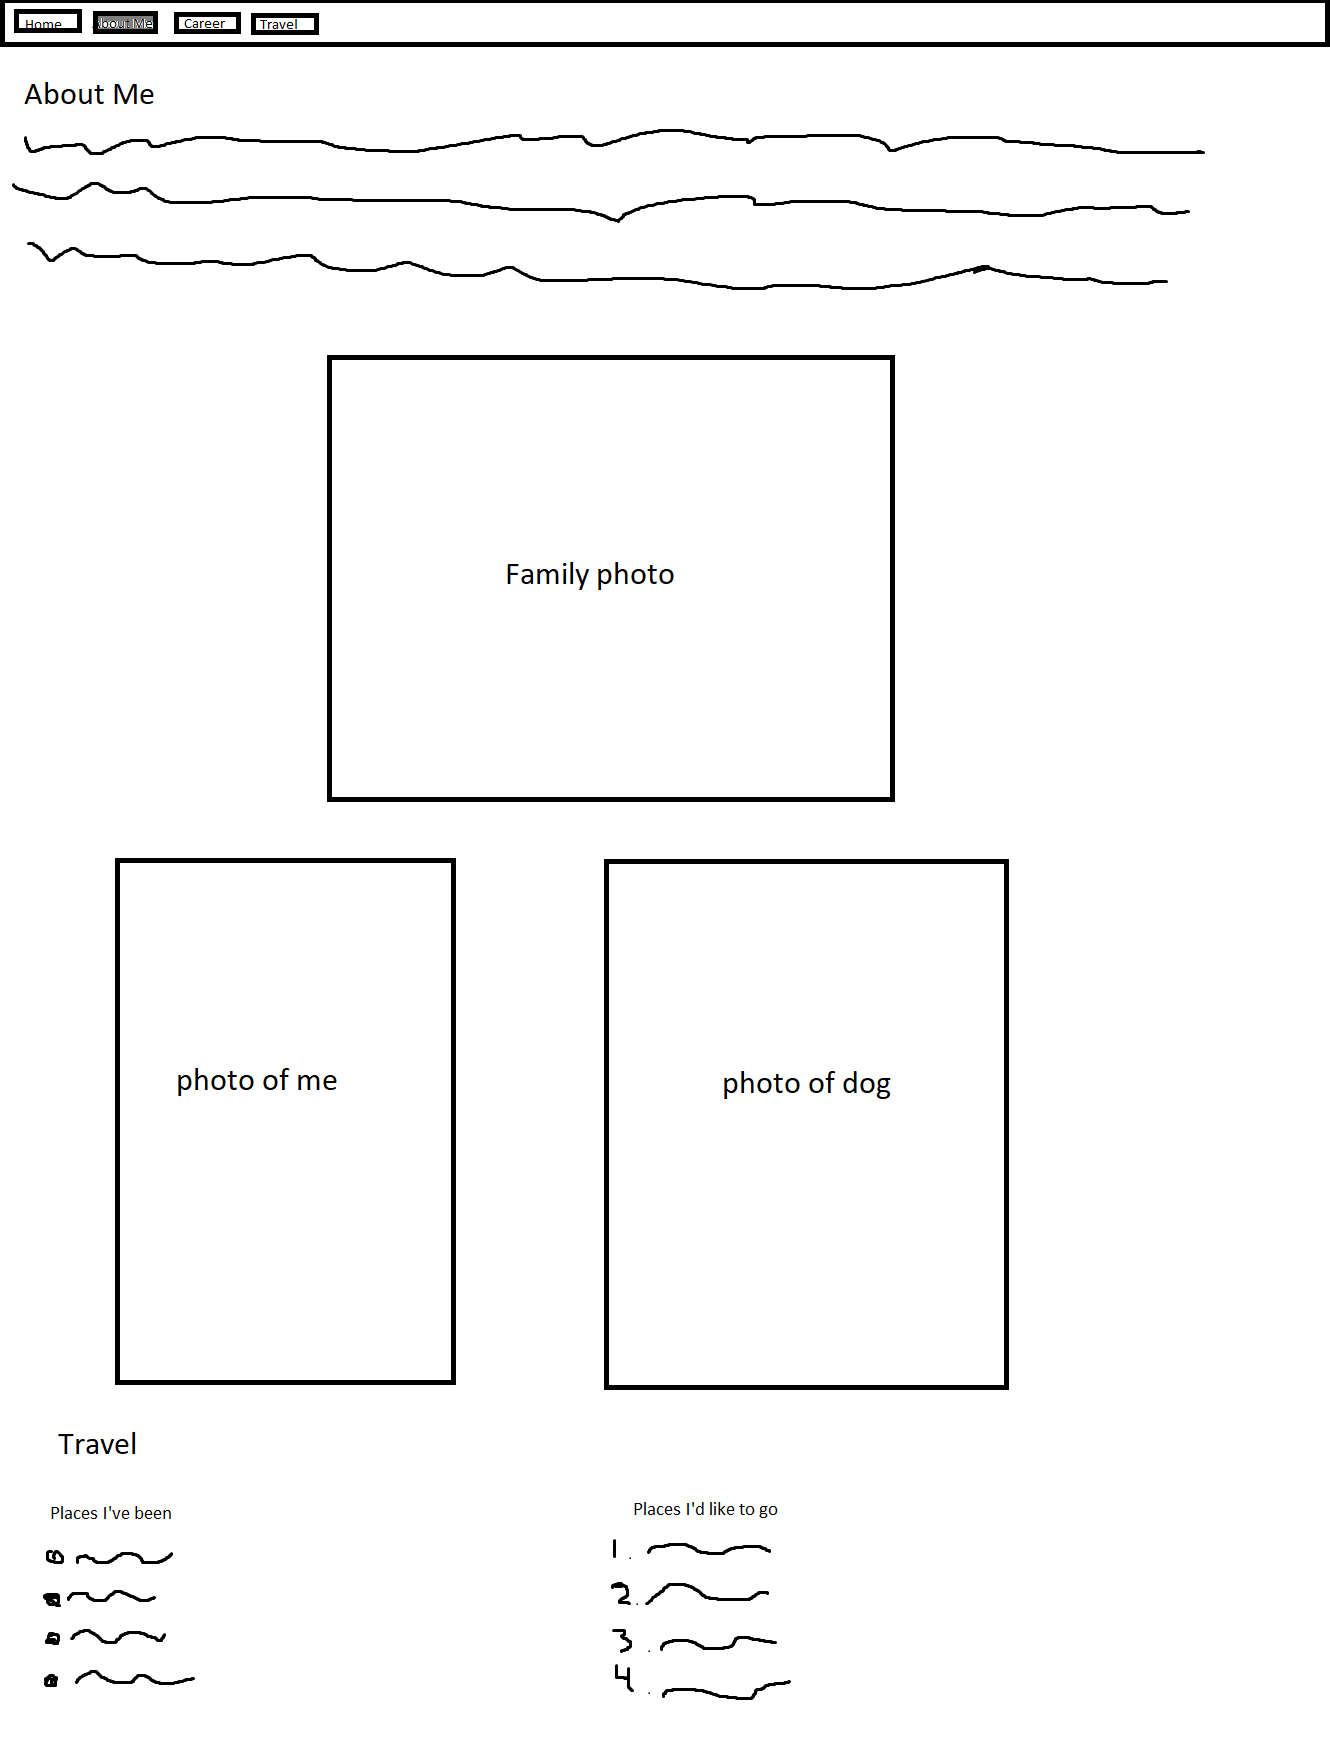 Home About Me Career Travel
About Me
Family photo
photo of me photo of dog
Travel
Places I've been Places I'd like to go
1.
2.
3.
4.